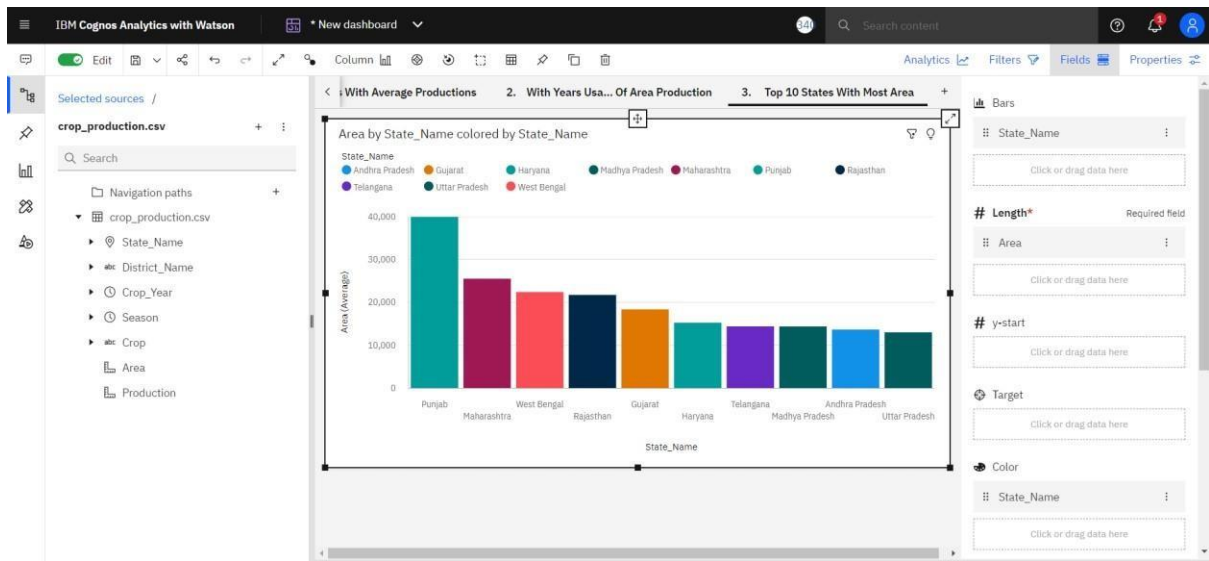 IBM Cognos Analytics with Watson
* New dashboard
Search content
1
Edit
Column
Analytics
Filters
Fields
Properties
Selected sources /
crop_production.csv
Search
Navigation paths
crop_production.csv
State_Name
abc District_Name
Crop_Year
Season
abc Crop
Area
Production
s With Average Productions
2. With Years Usa... Of Area Production
3. Top 10 States With Most Area
Area by State_Name colored by State_Name
State_Name
Andhra Pradesh Gujarat Haryana Madhya Pradesh Maharashtra Punjab Rajasthan
Telangana Uttar Pradesh West Bengal
Area (Average)
40,000
30,000
20,000
10,000
0
Punjab West Bengal Gujarat Telangana Andhra Pradesh
Maharashtra Rajasthan Haryana Madhya Pradesh Uttar Pradesh
State_Name
Bars
State_Name
Click or drag data here
# Length* Required field
Area
Click or drag data here
# y-start
Click or drag data here
Target
Click or drag data here
Color
State_Name
Click or drag data here